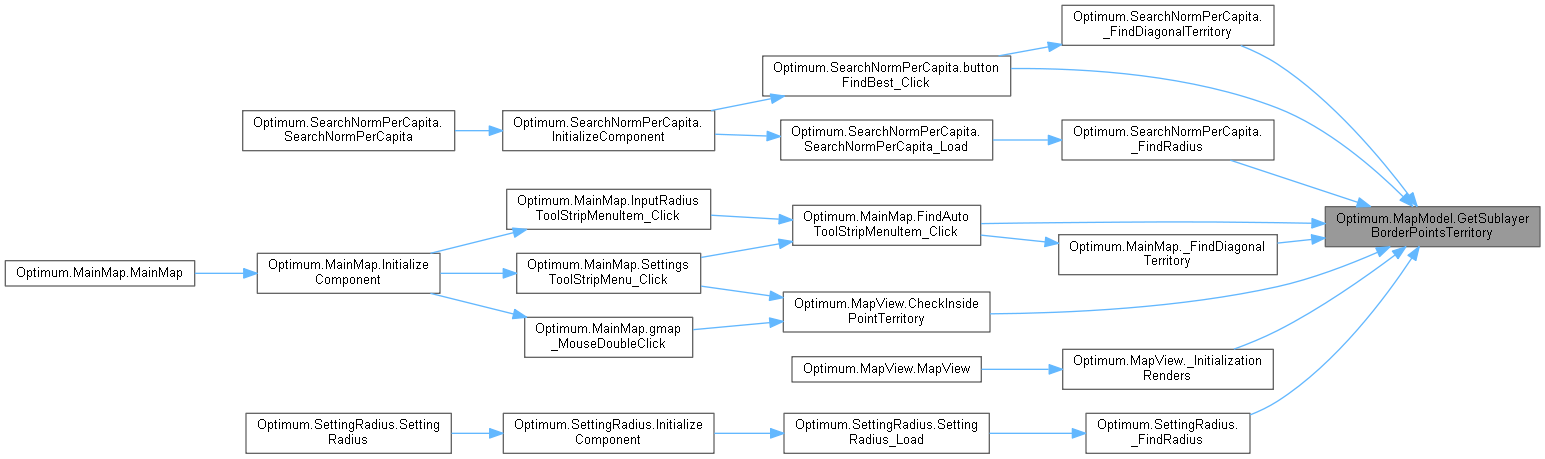 Optimum.SearchNormPerCapita.
_FindDiagonalTerritory
Optimum.SearchNormPerCapita.button
FindBest_Click
Optimum.SearchNormPerCapita.
SearchNormPerCapita
Optimum.SearchNormPerCapita.
InitializeComponent
Optimum.SearchNormPerCapita.
SearchNormPerCapita_Load
Optimum.SearchNormPerCapita.
_FindRadius
Optimum.MainMap.InputRadius
ToolStripMenuItem_Click
Optimum.MainMap.FindAuto
ToolStripMenuItem_Click
Optimum.MapModel.GetSublayer
BorderPointsTerritory
Optimum.MainMap._FindDiagonal
Territory
Optimum.MainMap.MainMap
Optimum.MainMap.Initialize
Component
Optimum.MainMap.Settings
ToolStripMenu_Click
Optimum.MapView.CheckInside
PointTerritory
Optimum.MainMap.gmap
_MouseDoubleClick
Optimum.MapView.MapView
Optimum.MapView._Initialization
Renders
Optimum.SettingRadius.Setting
Radius
Optimum.SettingRadius.Initialize
Component
Optimum.SettingRadius.Setting
Radius_Load
Optimum.SettingRadius.
_FindRadius